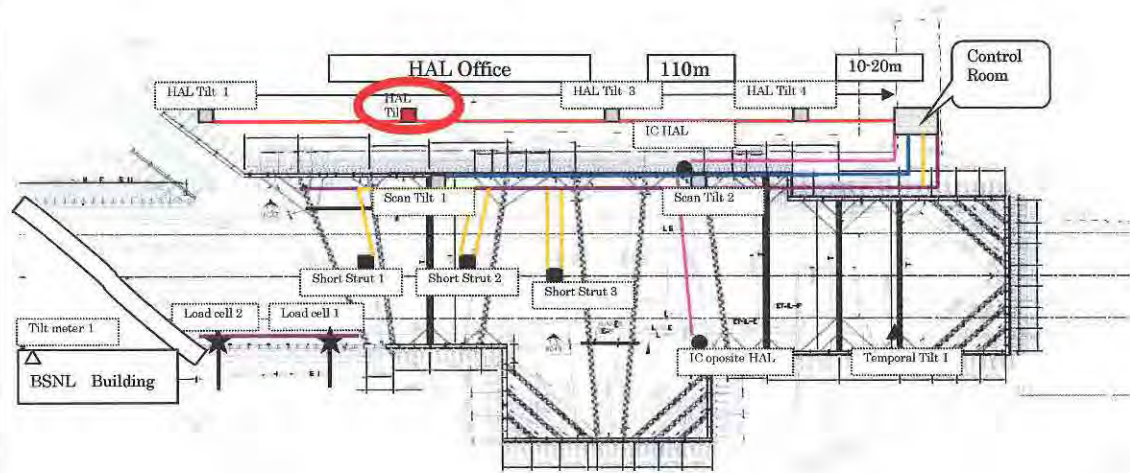 HAL Office
110m
10-20m
Control
Room
HAL Tilt 1
HAL
HAL Tilt 3
HAL Tilt 4
IC HAL
Scan Tilt 1
Scan Tilt 2
Short Strut 1
Short Strut 2
Short Strut 3
Load cell 2
Load cell 1
Tilt meter 1
BSNL Building
IC oposite HAL
Temporal Tilt 1